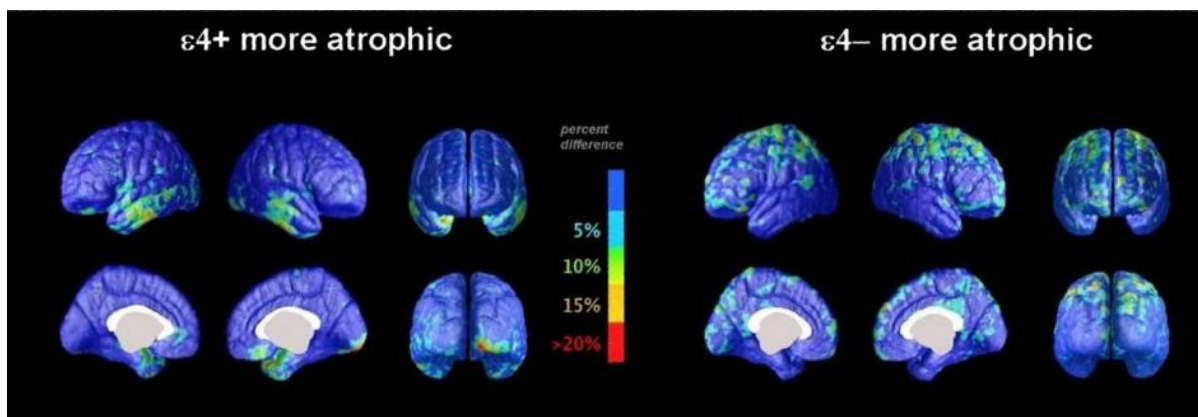 ε4+ more atrophic
ε4– more atrophic
percent
difference
5%
10%
15%
>20%